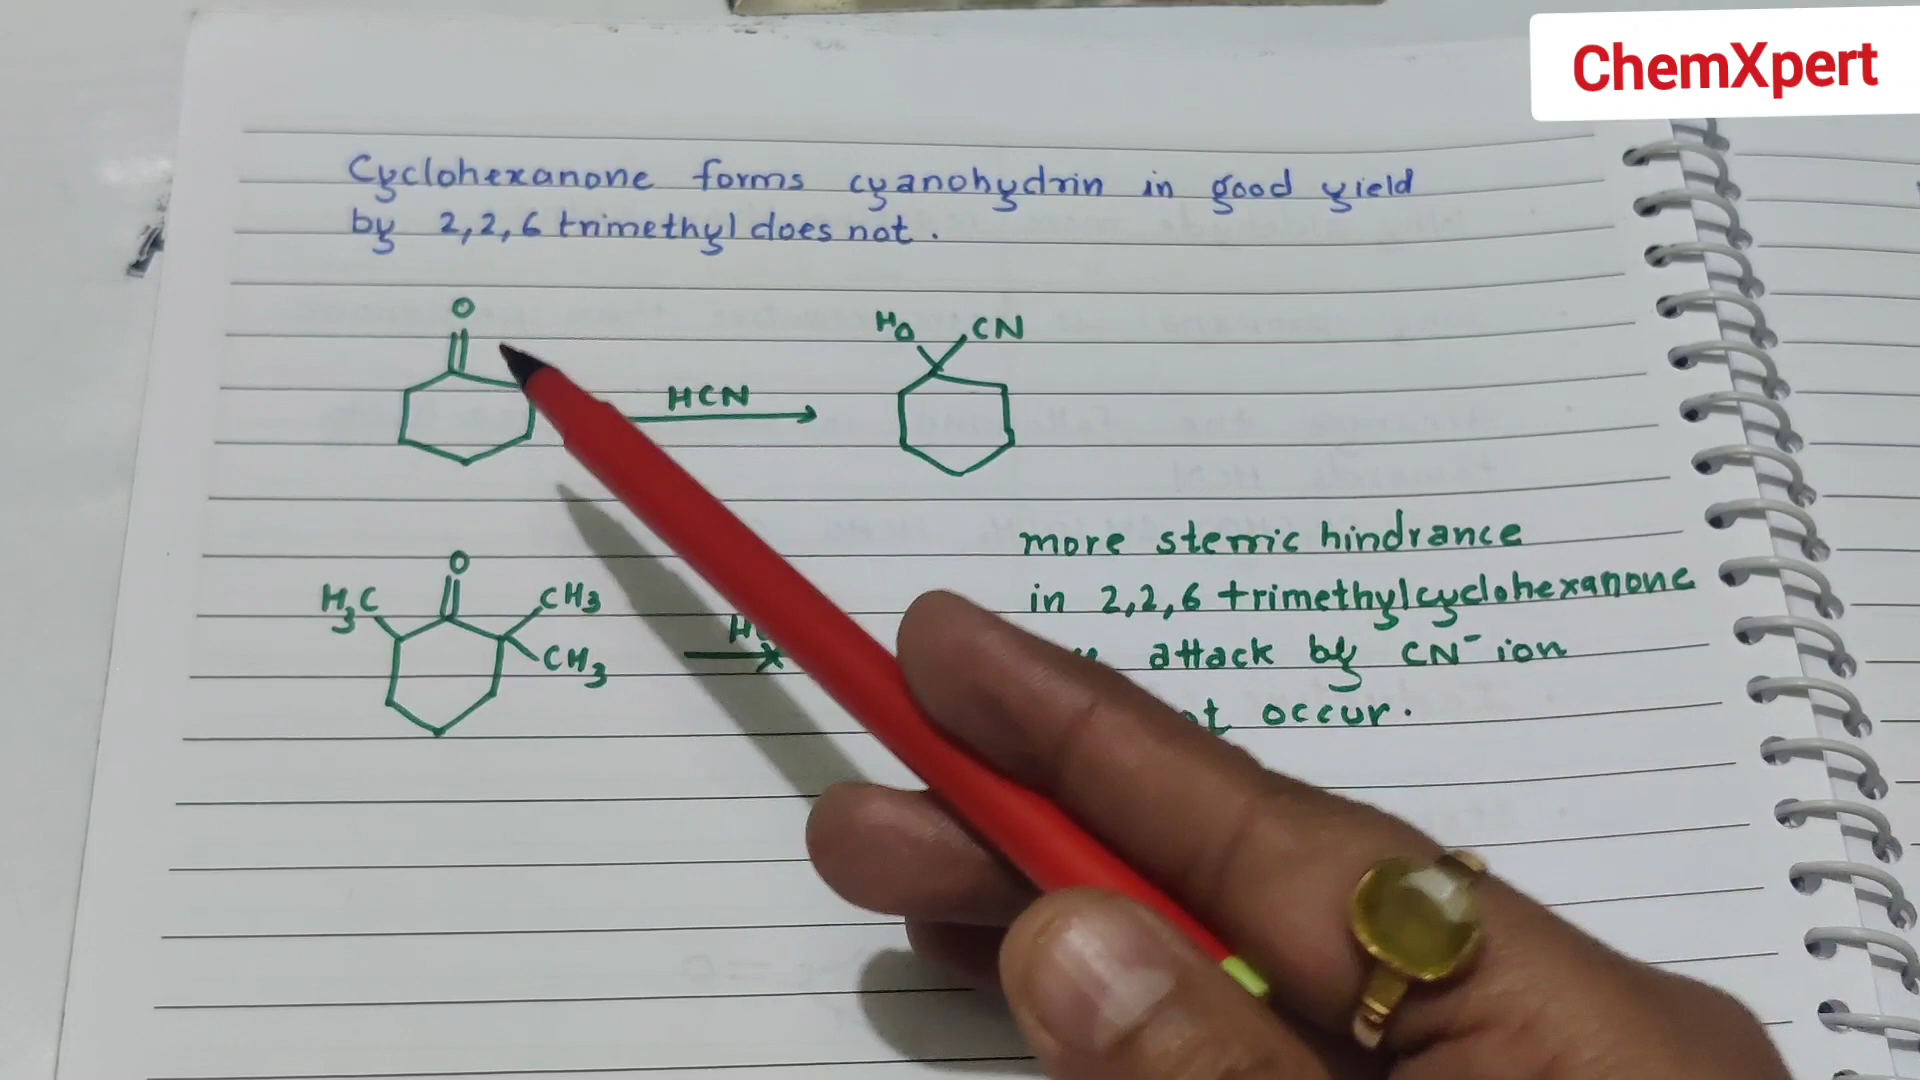 ChemXpert
Cyclohexanone forms cyanohydrin in good yield
by 2,2,6 trimethyl does not.
O
HCN
HO CN
O
H3C
CH3
CH3
more sterric hindrance
in 2,2,6 trimethylcyclohexanone
attack by CN- ion
occur.